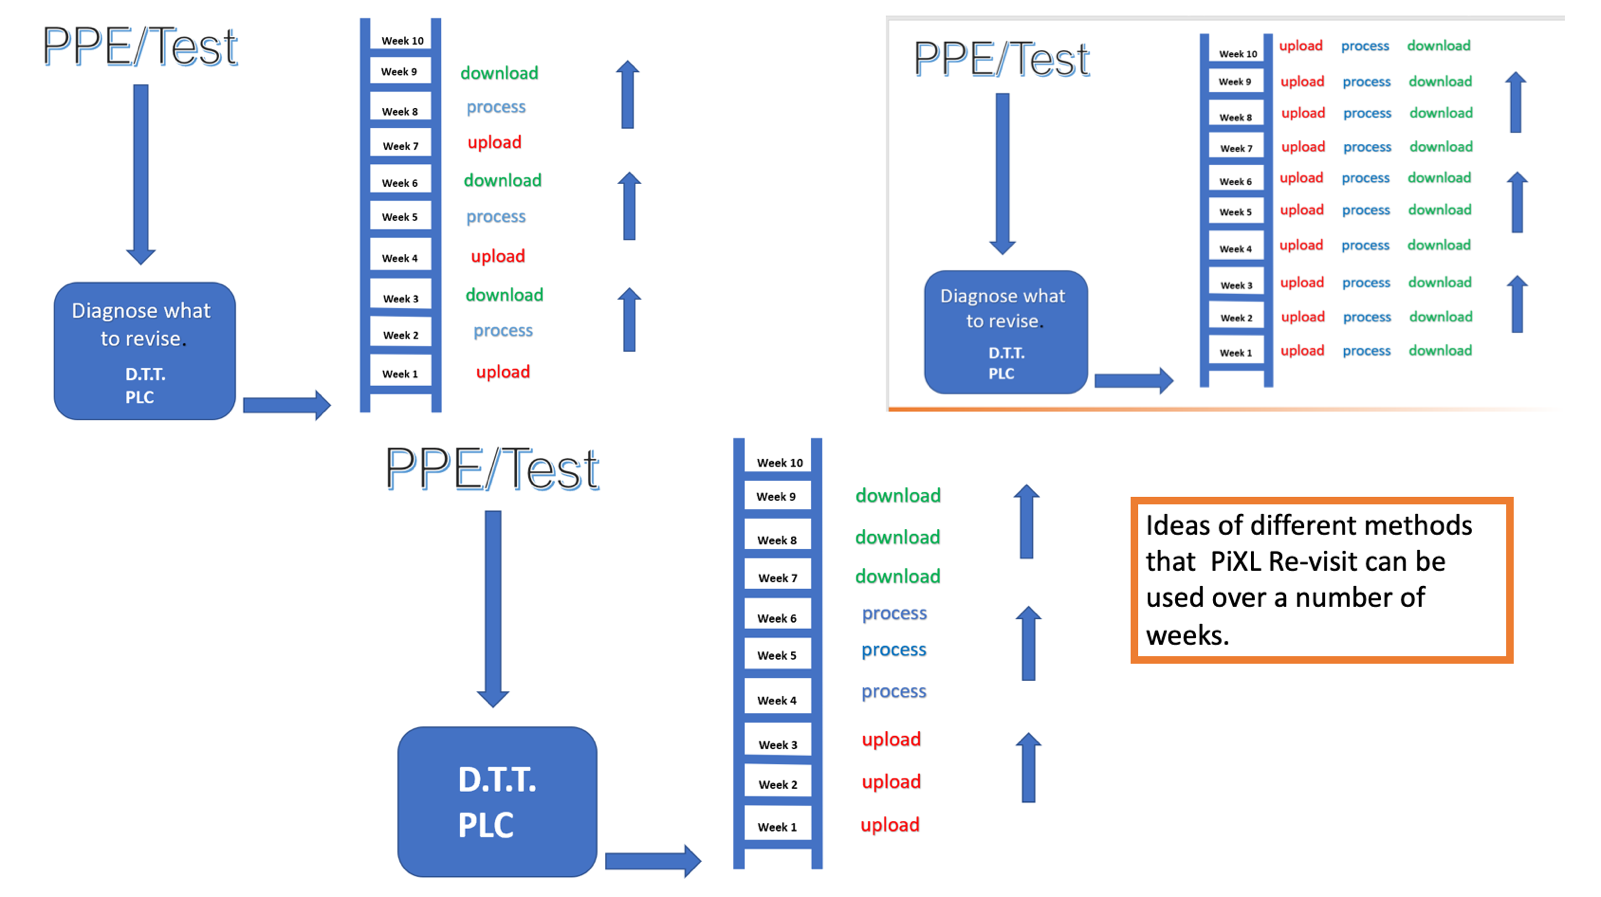 PPE/Test
Diagnose what
to revise.
D.T.T.
PLC
Week 10
Week 9 download
Week 8 process
Week 7 upload
Week 6 download
Week 5 process
Week 4 upload
Week 3 download
Week 2 process
Week 1 upload
PPE/Test
Diagnose what
to revise.
D.T.T.
PLC
Week 10 upload process download
Week 9 upload process download
Week 8 upload process download
Week 7 upload process download
Week 6 upload process download
Week 5 upload process download
Week 4 upload process download
Week 3 upload process download
Week 2 upload process download
Week 1 upload process download
PPE/Test
D.T.T.
PLC
Week 10
Week 9 download
Week 8 download
Week 7 download
Week 6 process
Week 5 process
Week 4 process
Week 3 upload
Week 2 upload
Week 1 upload
Ideas of different methods
that PiXL Re-visit can be
used over a number of
weeks.